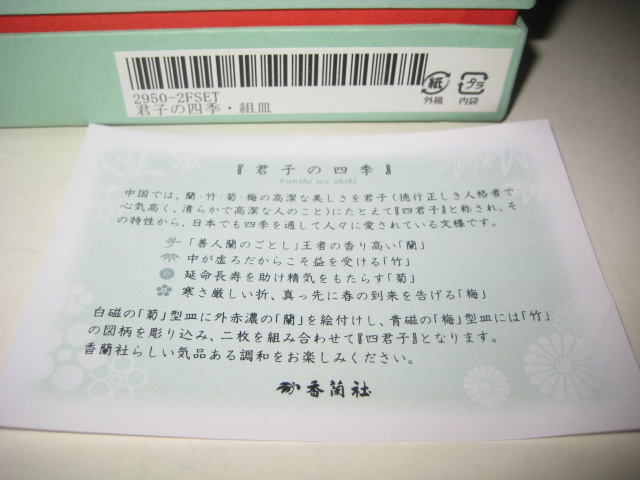 2950-2FSET
君子の四季・組皿
紙
外箱
プラ
内袋
『君子の四季』
kunshi no shiki
中国では、蘭・竹・菊・梅の高潔な美しさを君子(徳行正しき人格者で
心気高く、清らかで高潔な人のこと)にたとえて『四君子』と称され、そ
の特性から、日本でも四季を通して人々に愛されている文様です。
「善人蘭のごとし」王者の香り高い「蘭」
中が虚ろだからこそ益を受ける「竹」
延命長寿を助け精気をもたらす「菊」
寒さ厳しい折、真っ先に春の到来を告げる「梅」
白磁の「菊」型皿に外赤濃の「蘭」を絵付けし、青磁の「梅」型皿には「竹」
の図柄を彫り込み、二枚を組み合わせて『四君子』となります。
香蘭社らしい気品ある調和をお楽しみください。
香蘭社